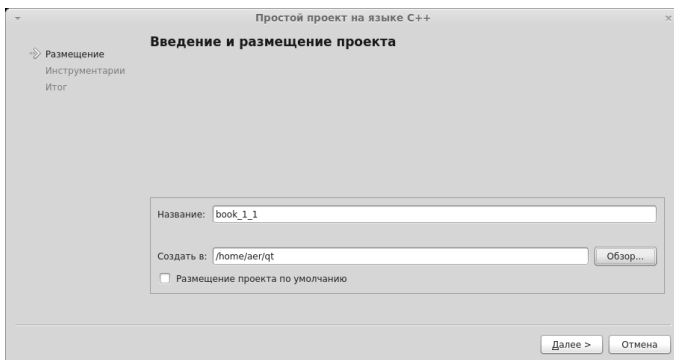 Простой проект на языке C++
Введение и размещение проекта
Размещение
Инструментарии
Итог
Название: book_1_1
Создать в: /home/aer/qt Обзор...
Размещение проекта по умолчанию
Далее > Отмена